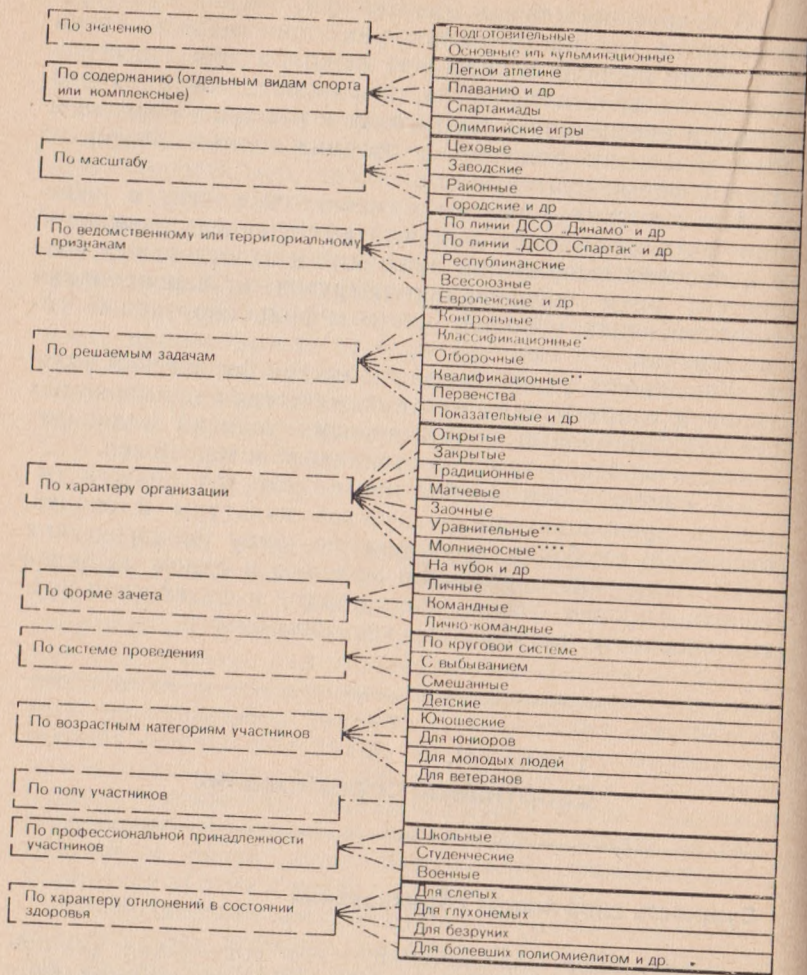 По значению
Подготовительные
Основные или кульминационные
По содержанию (отдельным видам спорта
или комплексные)
Легкой атлетике
Плаванию и др
Спартакиады
Олимпийские игры
По масштабу
Цеховые
Заводские
Районные
Городские и др
По ведомственному или территориальному
признакам
По линии ДСО „Динамо" и др
По линии „ДСО „Спартак" и др
Республиканские
Всесоюзные
Европейские и др
По решаемым задачам
Контрольные
Классификационные*
Отборочные
Квалификационные**
Первенства
Показательные и др
По характеру организации
Открытые
Закрытые
Традиционные
Матчевые
Заочные
Уравнительные***
Молниеносные****
На кубок и др
По форме зачета
Личные
Командные
Лично-командные
По системе проведения
По круговой системе
С выбыванием
Смешанные
По возрастным категориям участников
Детские
Юношеские
Для юниоров
Для молодых людей
Для ветеранов
По полу участников
По профессиональной принадлежности
участников
Школьные
Студенческие
Военные
По характеру отклонений в состоянии
здоровья
Для слепых
Для глухонемых
Для безруких
Для болевших полиомиелитом и др.